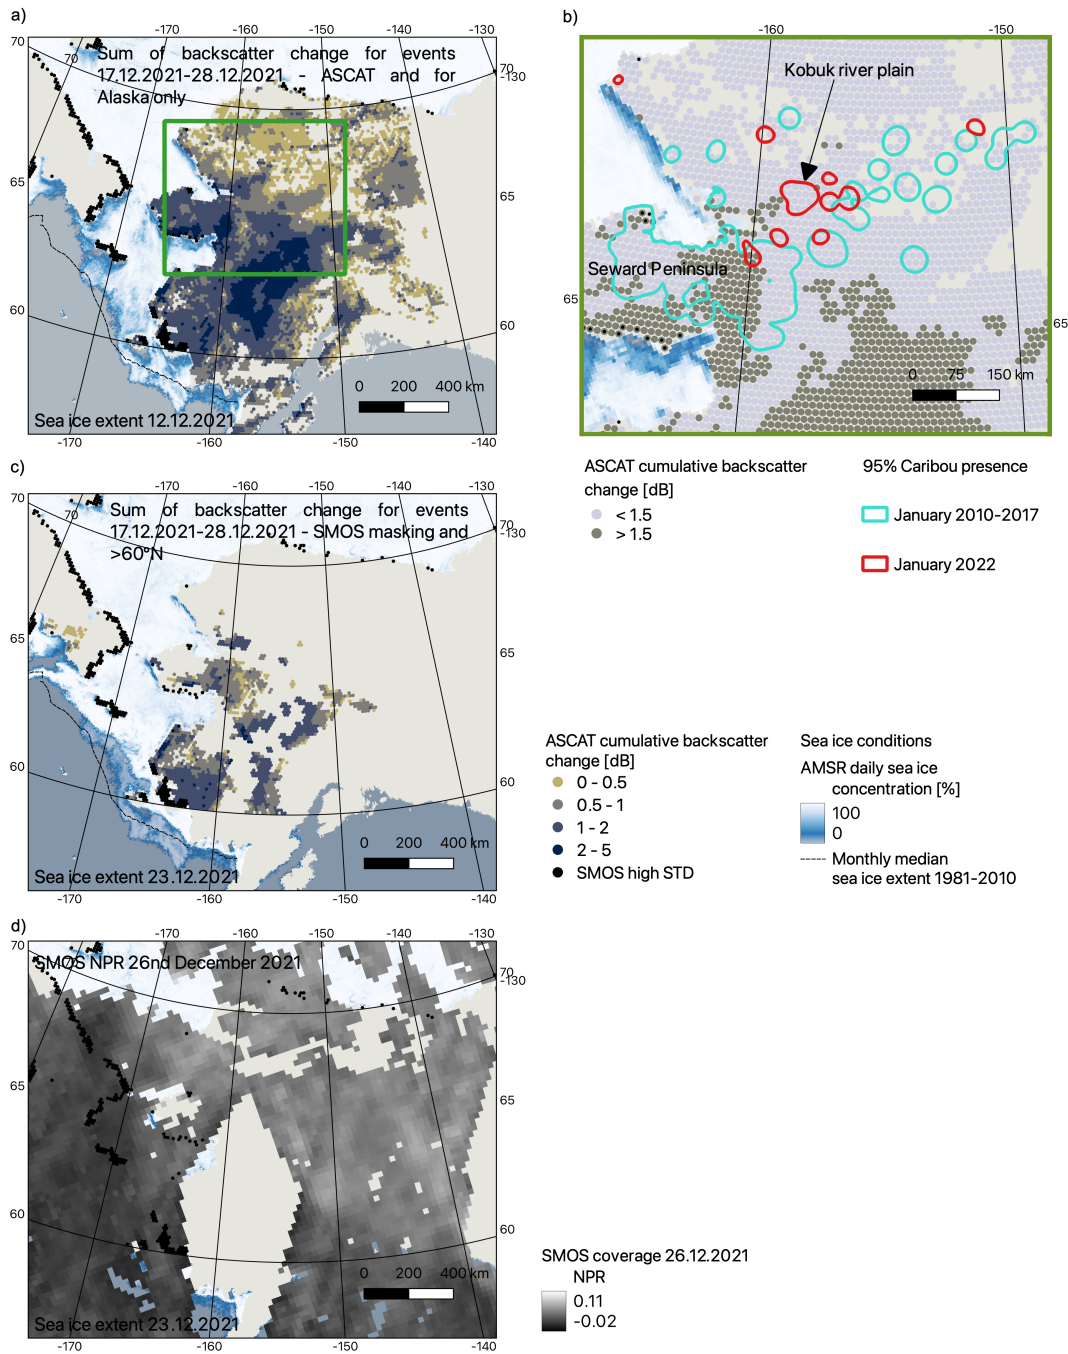 a)
-170
-160
-150
-140
-130
70
70
70
-130
Sum of backscatter change for events
17.12.2021-28.12.2021 - ASCAT and for
Alaska only
65
65
60
60
0 200 400 km
Sea ice extent 12.12.2021
-170
-160
-150
-140
b)
-160
-150
Kobuk river plain
Seward Peninsula
65
65
0 75 150 km
ASCAT cumulative backscatter
change [dB]
< 1.5
> 1.5
95% Caribou presence
January 2010-2017
January 2022
c)
-170
-160
-150
-140
-130
70
70
70
-130
Sum of backscatter change for events
17.12.2021-28.12.2021 - SMOS masking and
>60°N
65
65
60
60
0 200 400 km
Sea ice extent 23.12.2021
-170
-160
-150
-140
ASCAT cumulative backscatter
change [dB]
0 - 0.5
0.5 - 1
1 - 2
2 - 5
SMOS high STD
Sea ice conditions
AMSR daily sea ice
concentration [%]
100
0
Monthly median
sea ice extent 1981-2010
d)
-170
-160
-150
-140
-130
70
70
-130
SMOS NPR 26nd December 2021
65
65
60
60
0 200 400 km
Sea ice extent 23.12.2021
-170
-160
-150
-140
SMOS coverage 26.12.2021
NPR
0.11
-0.02